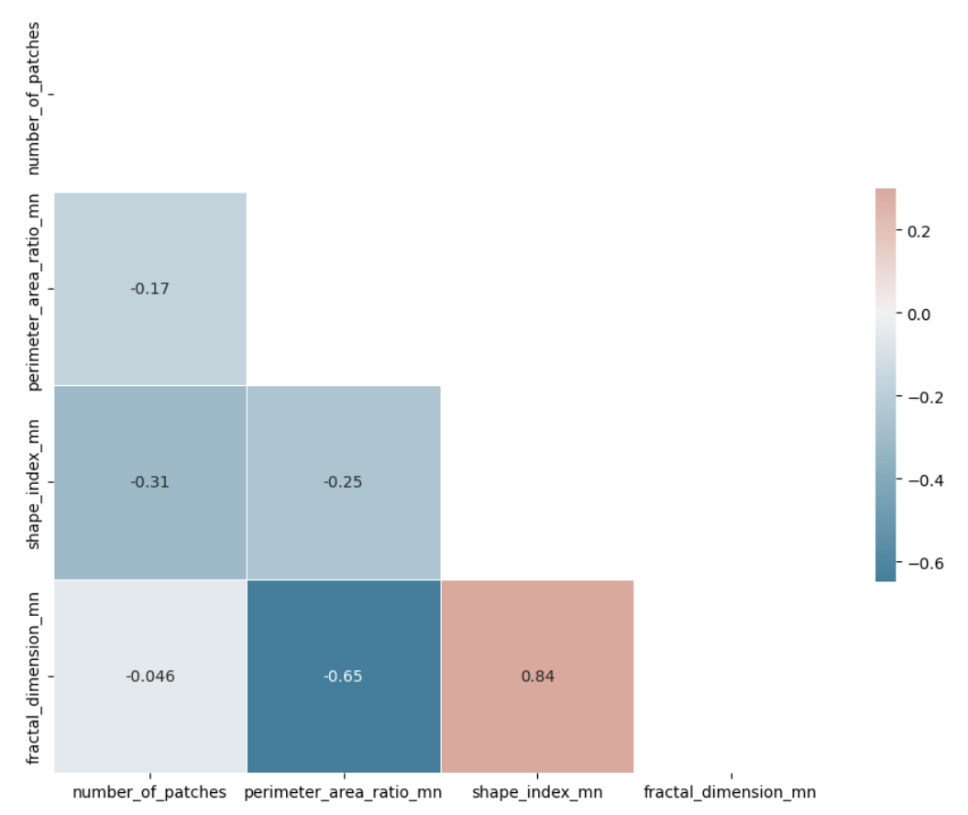 number_of_patches
perimeter_area_ratio_mn
-0.17
shape_index_mn
-0.31
-0.25
fractal_dimension_mn
-0.046
-0.65
0.84
number_of_patches
perimeter_area_ratio_mn
shape_index_mn
fractal_dimension_mn
0.2
0.0
−0.2
−0.4
−0.6